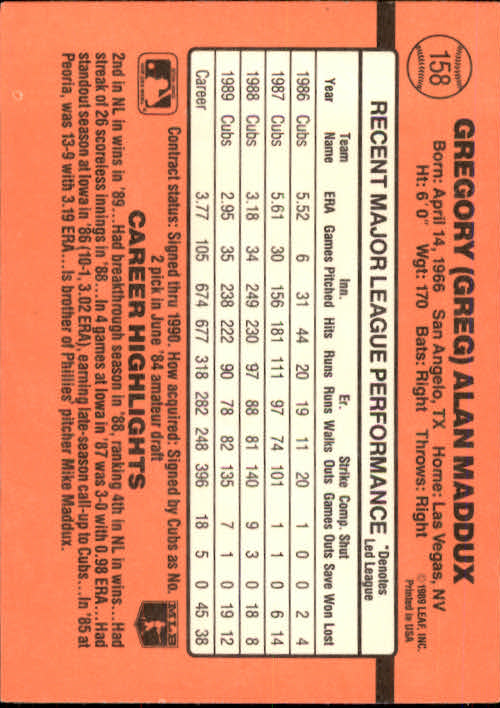 158
GREGORY (GREG) ALAN MADDUX
Born: April 14, 1966 San Angelo, TX Home: Las Vegas, NV
Ht: 6' 0" Wgt: 170 Bats: Right Throws: Right
© 1989 LEAF, INC.
Printed in USA
RECENT MAJOR LEAGUE PERFORMANCE
*Denotes
Led League
Team Inn. Er. Strike Comp. Shut
Year Name ERA Games Pitched Hits Runs Runs Walks Outs Games Outs Save Won Lost
1986 Cubs 5.52 6 31 44 20 19 11 20 1 0 0 2 4
1987 Cubs 5.61 30 156 181 111 97 74 101 1 1 0 6 14
1988 Cubs 3.18 34 249 230 97 88 81 140 9 3 0 18 8
1989 Cubs 2.95 35 238 222 90 78 82 135 7 1 0 19 12
Career 3.77 105 674 677 318 282 248 396 18 5 0 45 38
MAJOR LEAGUE BASEBALL
Contract status: Signed thru 1990. How acquired: Signed by Cubs as No.
2 pick in June '84 amateur draft
MLB
CAREER HIGHLIGHTS
2nd in NL in wins in '89...Had breakthrough season in '88, ranking 4th in NL in wins...Had
streak of 26 scoreless innings in '88...In 4 games at Iowa in '87 was 3-0 with 0.98 ERA...Had
standout season at Iowa in '86 (10-1, 3.02 ERA), earning late-season call-up to Cubs...In '85 at
Peoria, was 13-9 with 3.19 ERA...Is brother of Phillies' pitcher Mike Maddux.